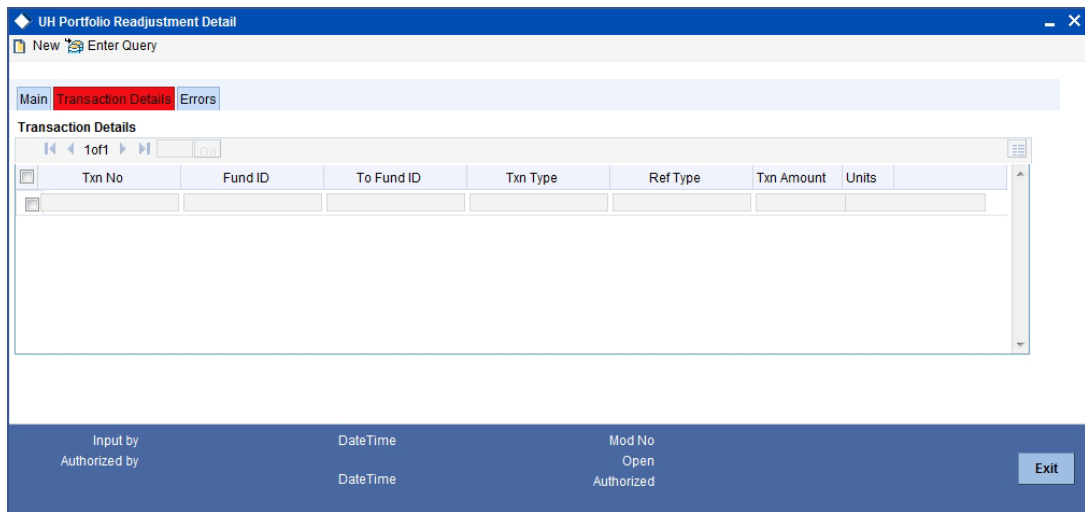 UH Portfolio Readjustment Detail
New Enter Query
Main Transaction Details Errors
Transaction Details
1of1 Go
Txn No Fund ID To Fund ID Txn Type Ref Type Txn Amount Units
Input by DateTime Mod No
Authorized by Open
DateTime Authorized
Exit